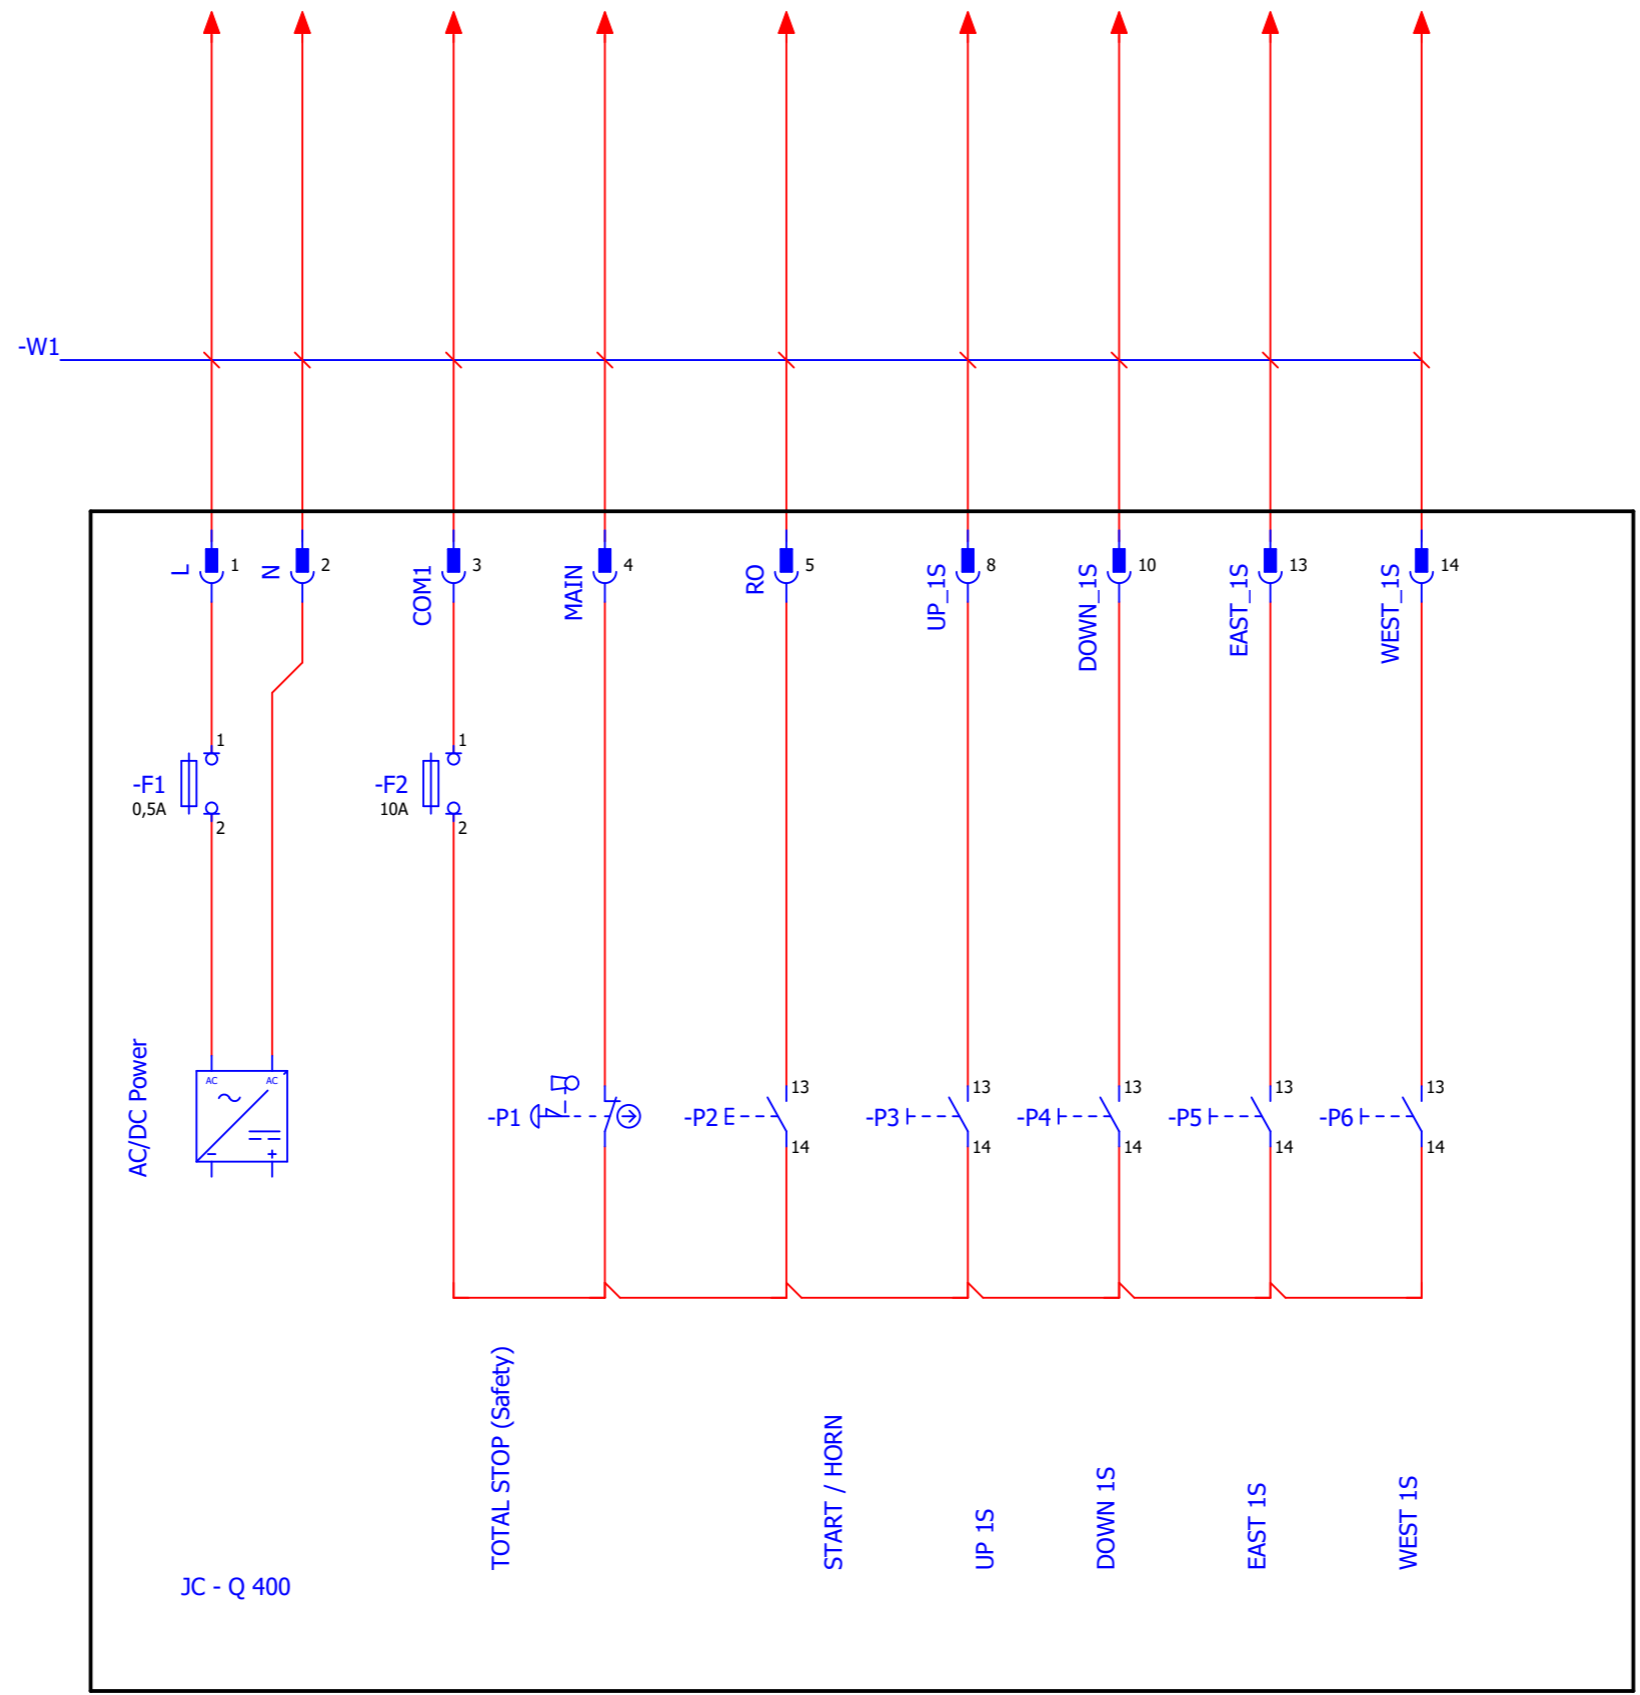 -W1
L
1
N
2
COM1
3
MAIN
4
RO
5
UP_1S
8
DOWN_1S
10
EAST_1S
13
WEST_1S
14
-F1
0,5A
1
2
-F2
10A
1
2
AC/DC Power
AC
AC
-
+
-P1
-P2
13
14
-P3
13
14
-P4
13
14
-P5
13
14
-P6
13
14
TOTAL STOP (Safety)
START / HORN
UP 1S
DOWN 1S
EAST 1S
WEST 1S
JC - Q 400